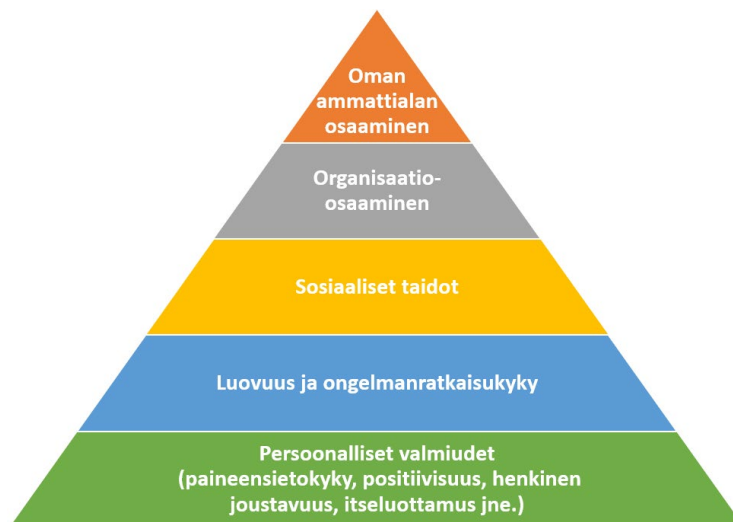 Oman
ammattialan
osaaminen
Organisaatio-
osaaminen
Sosiaaliset taidot
Luovuus ja ongelmanratkaisukyky
Persoonalliset valmiudet
(paineensietokyky, positiivisuus, henkinen
joustavuus, itseluottamus jne.)